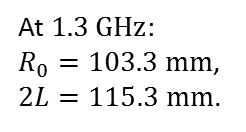 At 1.3 GHz:
R₀ = 103.3 mm,
2L = 115.3 mm.